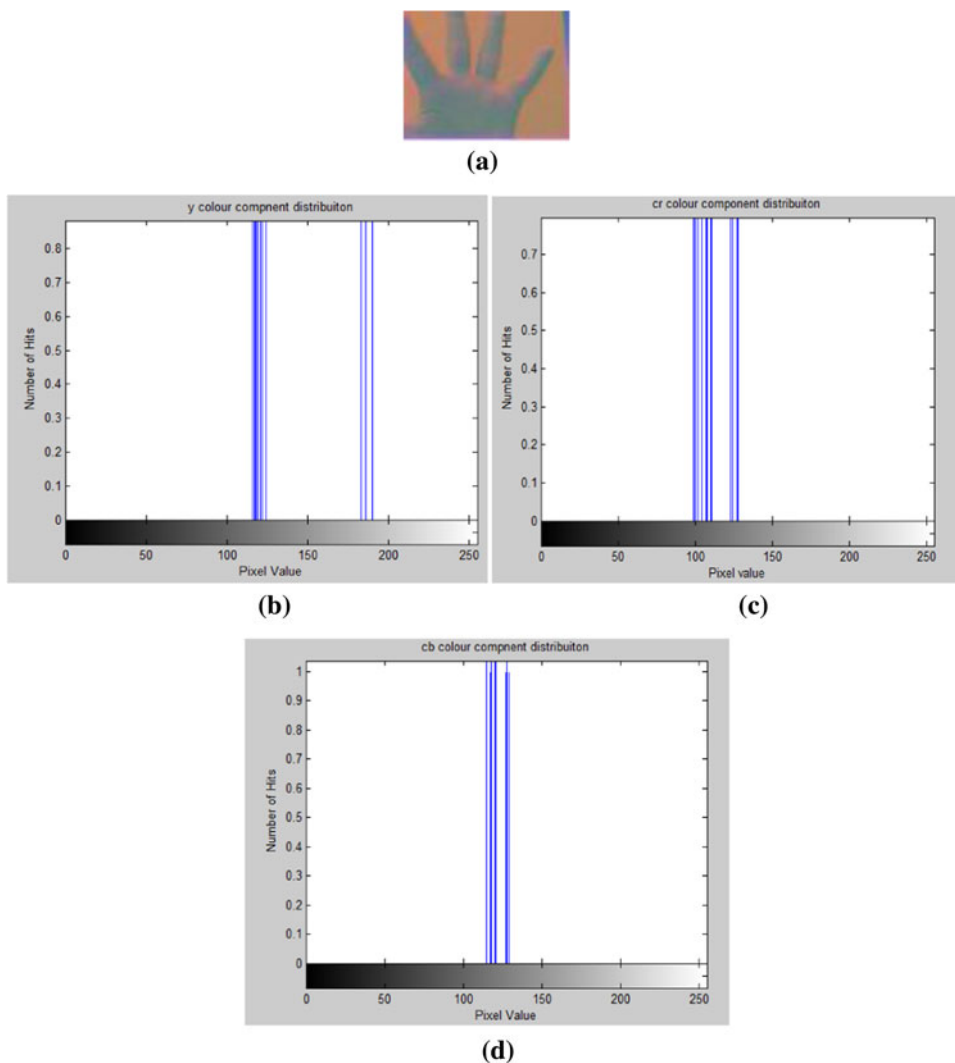 (a)
y colour compnent distribuiton
Number of Hits
0.8
0.7
0.6
0.5
0.4
0.3
0.2
0.1
0
0 50 100 150 200 250
Pixel Value
(b)
cr colour component distribuiton
Number of Hits
0.7
0.6
0.5
0.4
0.3
0.2
0.1
0
0 50 100 150 200 250
Pixel value
(c)
cb colour compnent distribuiton
Number of Hits
1
0.9
0.8
0.7
0.6
0.5
0.4
0.3
0.2
0.1
0
0 50 100 150 200 250
Pixel Value
(d)